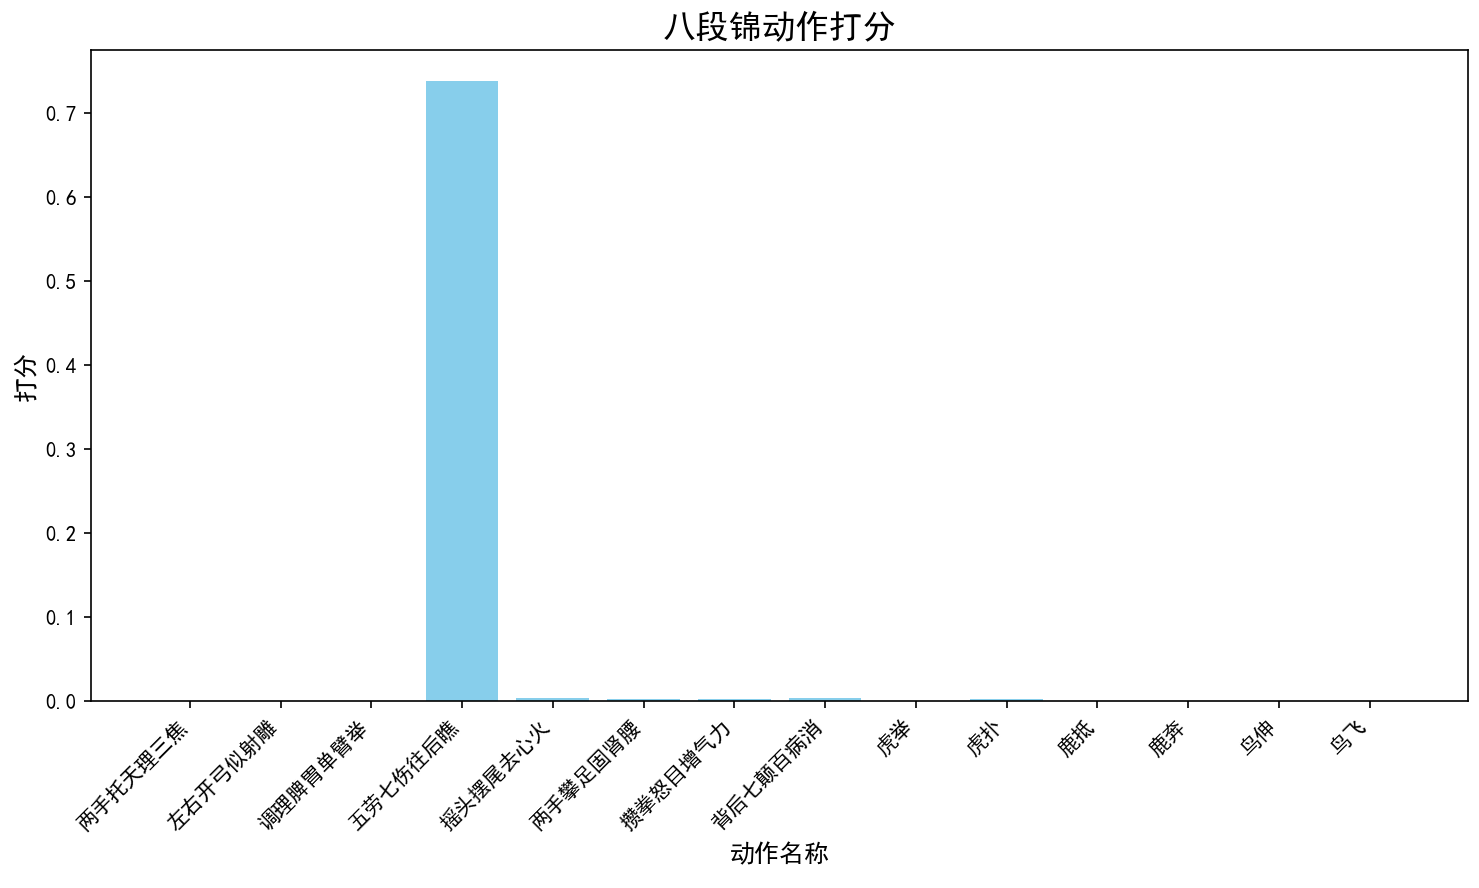 八段锦动作打分
打分
0.7
0.6
0.5
0.4
0.3
0.2
0.1
0.0
两手托天理三焦
左右开弓似射雕
调理脾胃单臂举
五劳七伤往后瞧
摇头摆尾去心火
两手攀足固肾腰
攒拳怒目增气力
背后七颠百病消
虎举
虎扑
鹿抵
鹿奔
鸟伸
鸟飞
动作名称